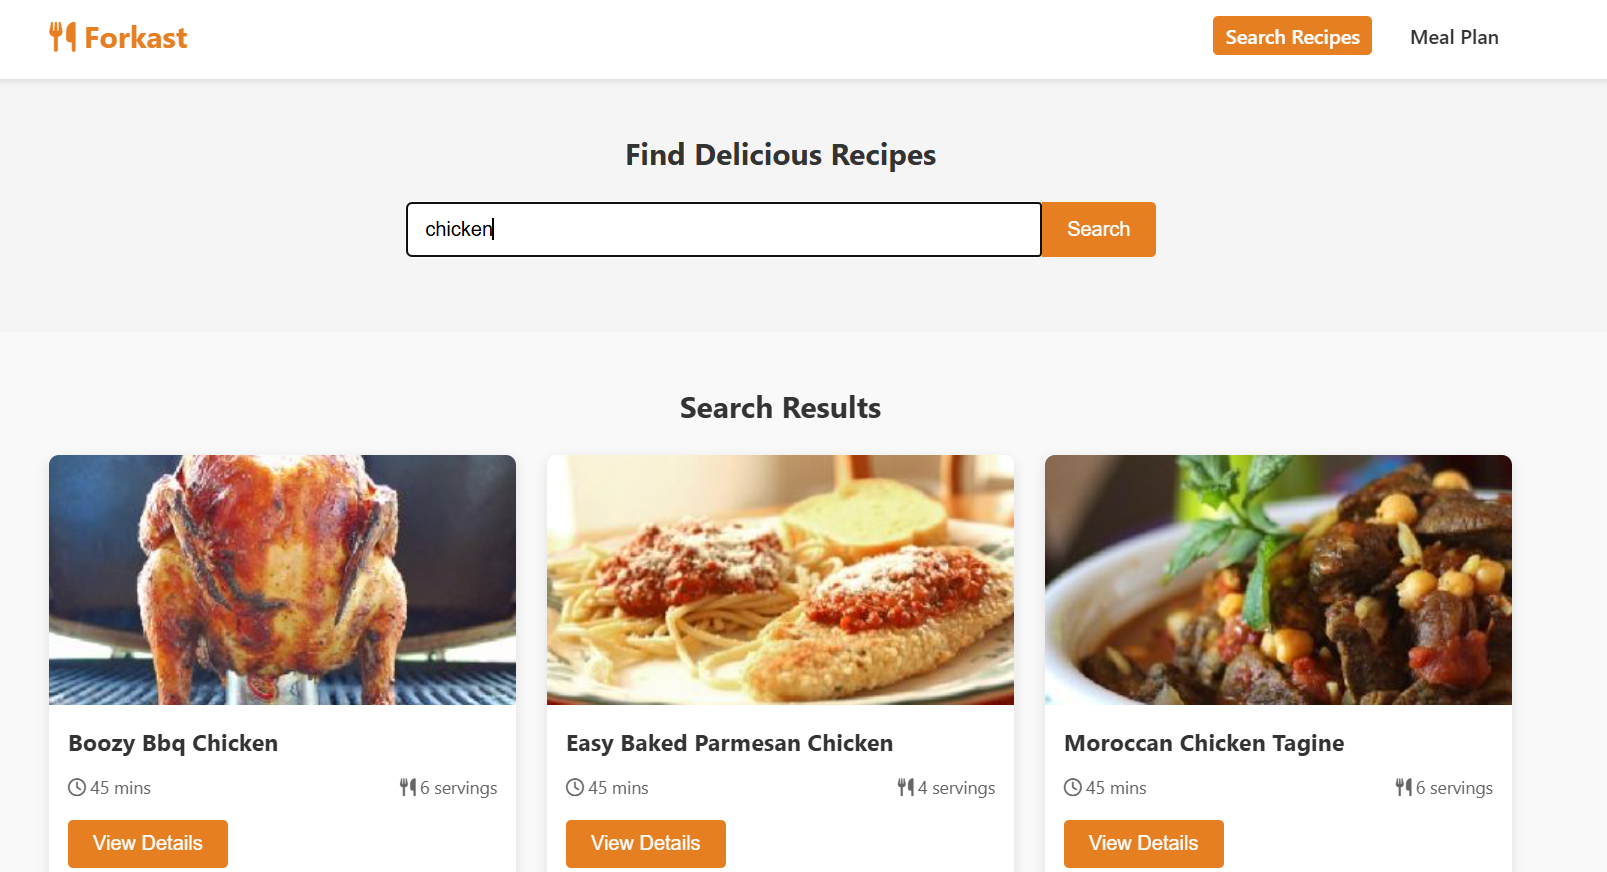 Forkast
Search Recipes
Meal Plan
Find Delicious Recipes
chicken
Search
Search Results
Boozy Bbq Chicken
45 mins
6 servings
View Details
Easy Baked Parmesan Chicken
45 mins
4 servings
View Details
Moroccan Chicken Tagine
45 mins
6 servings
View Details